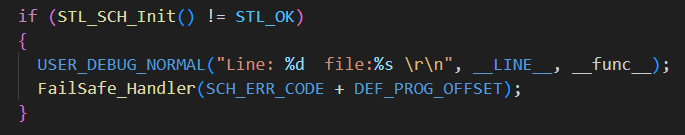 if (STL_SCH_Init() != STL_OK)
{
USER_DEBUG_NORMAL("Line: %d  file:%s \r\n", __LINE__, __func__);
FailSafe_Handler(SCH_ERR_CODE + DEF_PROG_OFFSET);
}